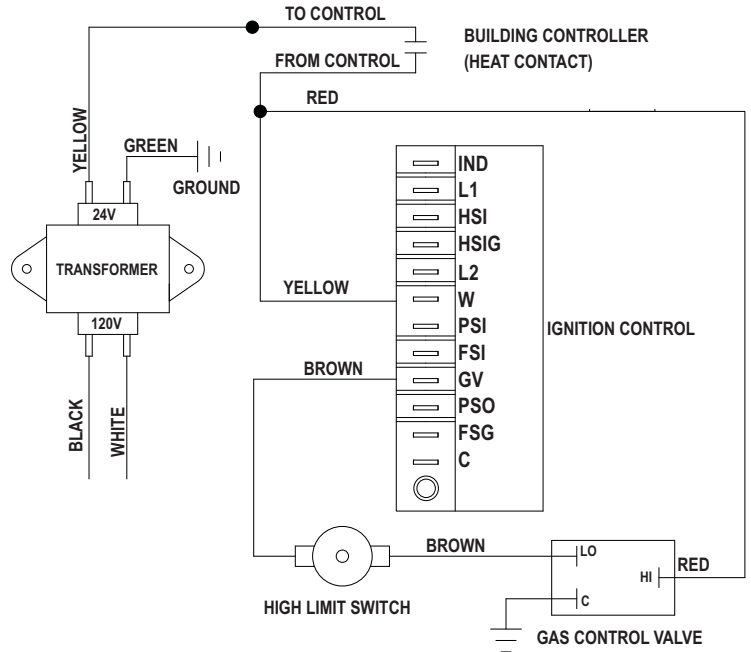 TO CONTROL
BUILDING CONTROLLER
(HEAT CONTACT)
FROM CONTROL
RED
YELLOW
GREEN
GROUND
24V
TRANSFORMER
120V
BLACK
WHITE
IND
L1
HSI
HSIG
L2
YELLOW
W
PSI
IGNITION CONTROL
FSI
BROWN
GV
PSO
FSG
C
BROWN
LO
HI
RED
C
HIGH LIMIT SWITCH
GAS CONTROL VALVE